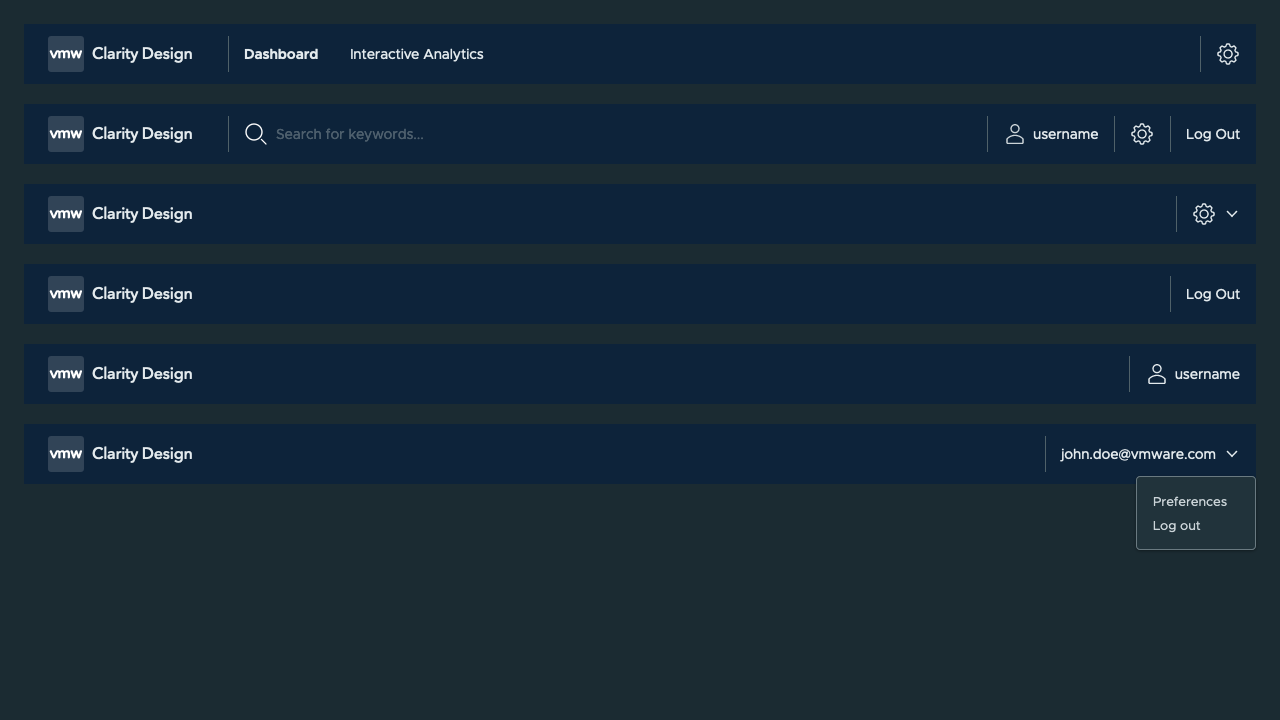 vmw Clarity Design Dashboard Interactive Analytics
vmw Clarity Design Search for keywords... username Log Out
vmw Clarity Design
vmw Clarity Design Log Out
vmw Clarity Design username
vmw Clarity Design john.doe@vmware.com
Preferences
Log out